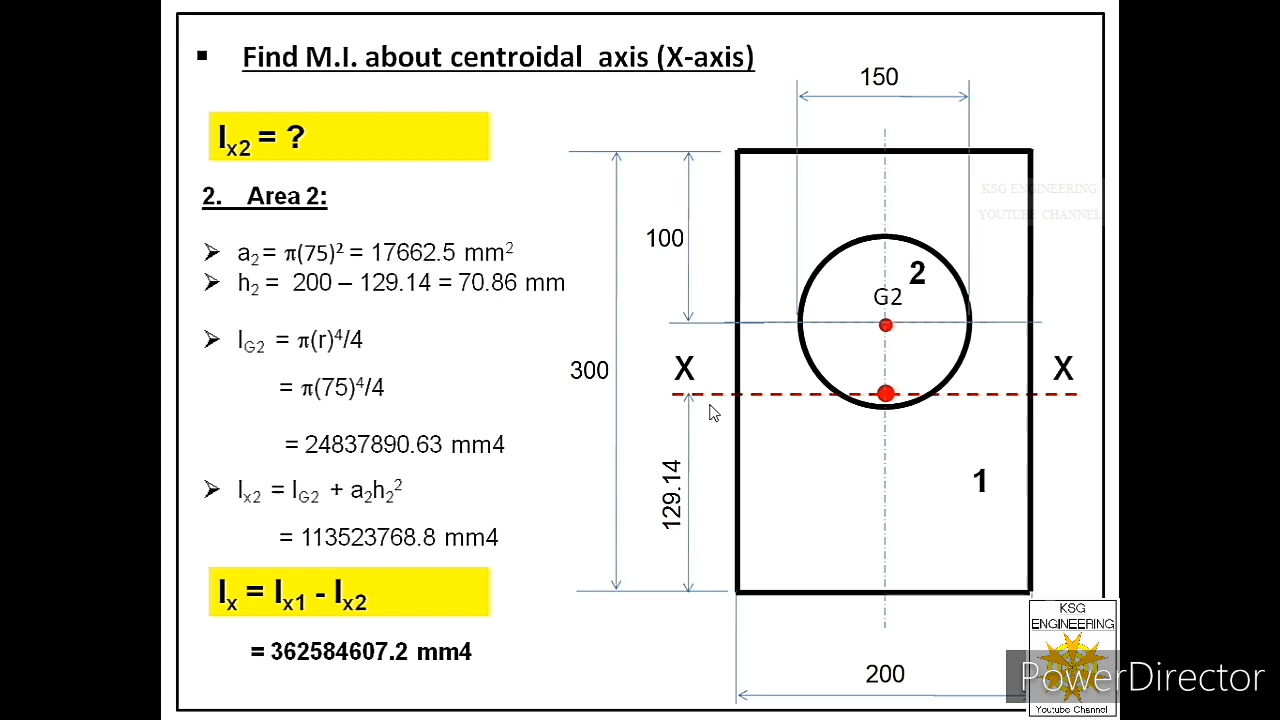 ▪ Find M.I. about centroidal axis (X-axis)
Ix2 = ?
2. Area 2:
➢ a2 = π(75)² = 17662.5 mm²
➢ h2 = 200 – 129.14 = 70.86 mm
➢ IG2 = π(r)⁴/4
= π(75)⁴/4
= 24837890.63 mm4
➢ Ix2 = IG2 + a2h2²
= 113523768.8 mm4
Ix = Ix1 - Ix2
= 362584607.2 mm4
150
KSG ENGINEERING
YOUTUBE CHANNEL
100
2
G2
300
X
X
129.14
1
200
KSG
ENGINEERING
Youtube Channel
PowerDirector